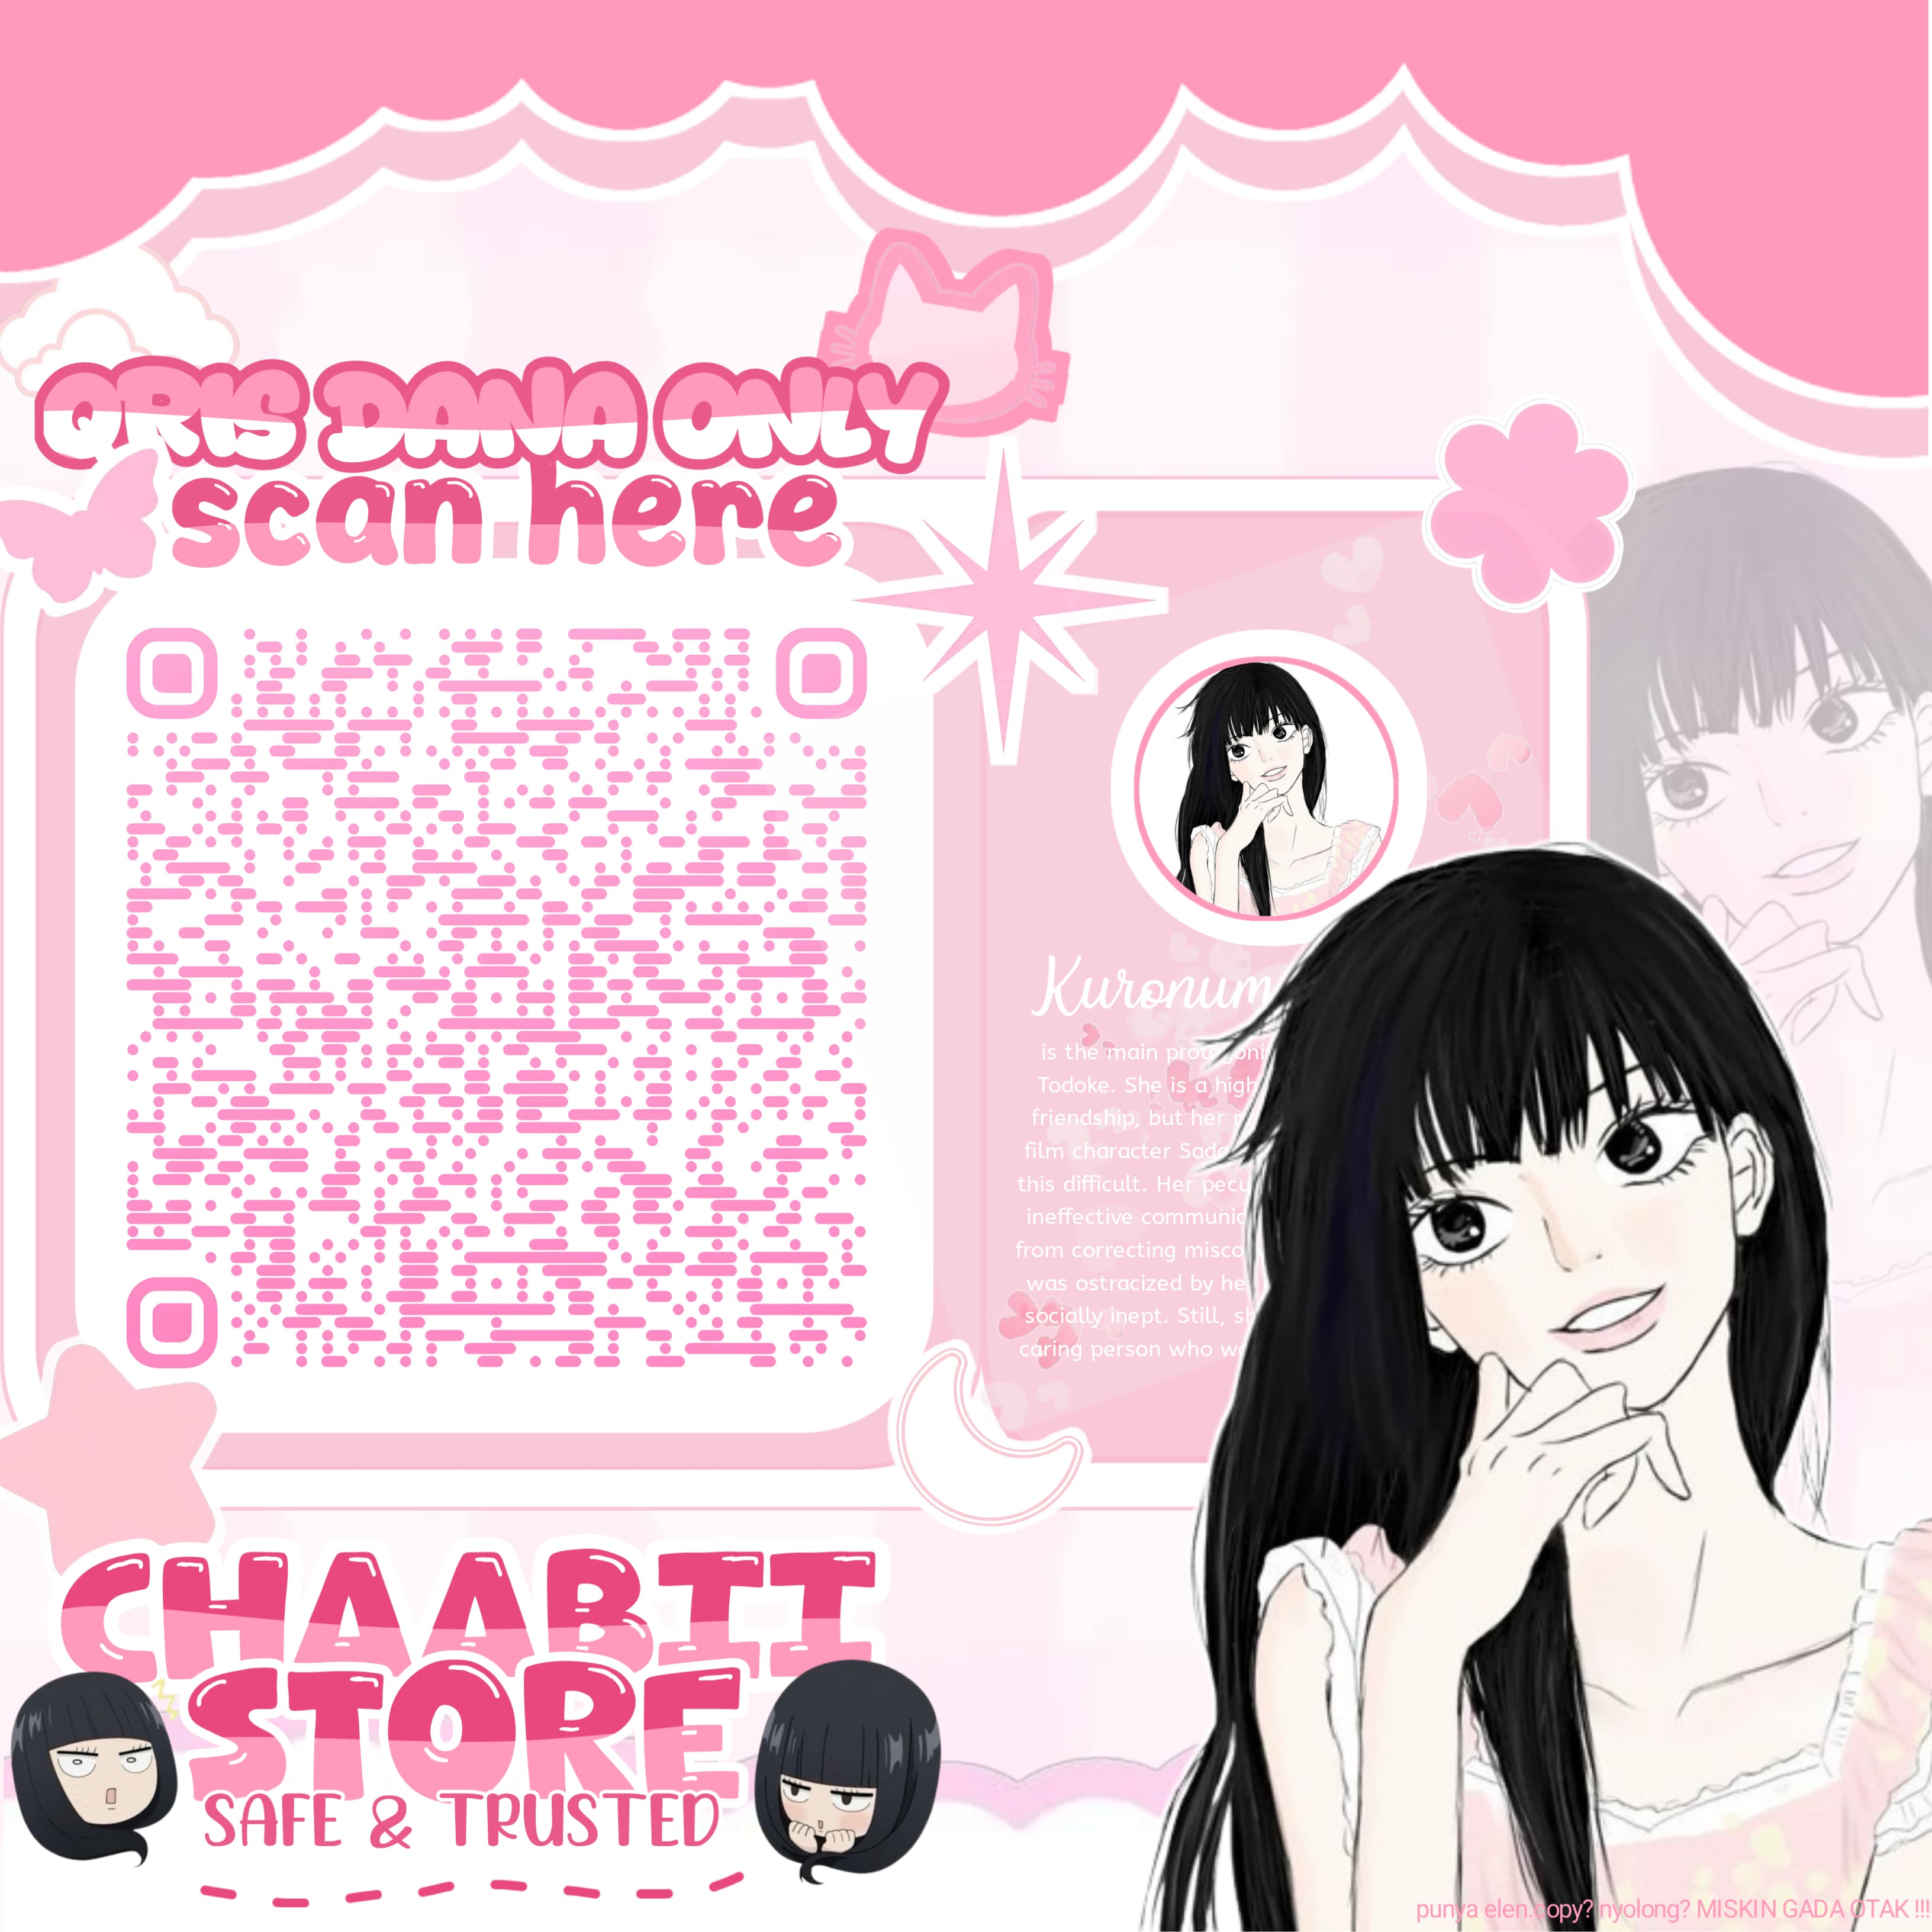 QRIS DANA ONLY
scan here
Kuronum
is the main protagoni
Todoke. She is a high
friendship, but her
film character Sad
this difficult. Her pecu
ineffective communic
from correcting misco
was ostracized by he
socially inept. Still, sh
caring person who w
CHAABII
STORE
SAFE & TRUSTED
punya elen.copy? nyolong? MISKIN GADA OTAK !!!